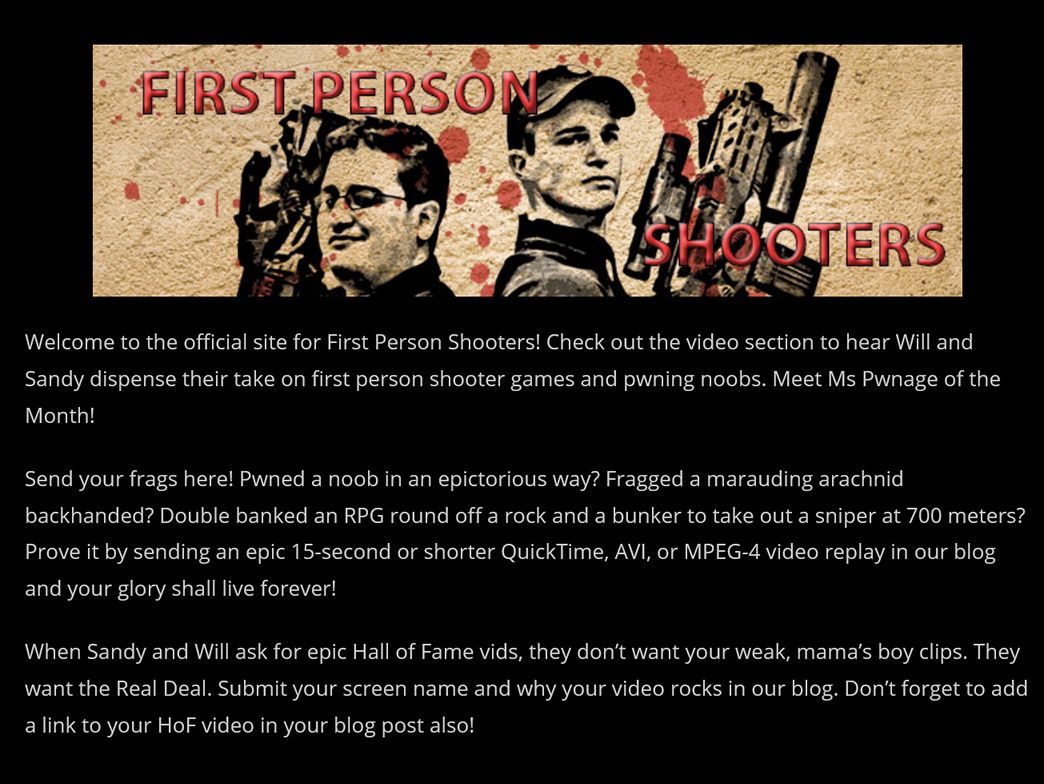 FIRST PERSON
SHOOTERS
Welcome to the official site for First Person Shooters! Check out the video section to hear Will and
Sandy dispense their take on first person shooter games and pwning noobs. Meet Ms Pwnage of the
Month!
Send your frags here! Pwned a noob in an epictorious way? Fragged a marauding arachnid
backhanded? Double banked an RPG round off a rock and a bunker to take out a sniper at 700 meters?
Prove it by sending an epic 15-second or shorter QuickTime, AVI, or MPEG-4 video replay in our blog
and your glory shall live forever!
When Sandy and Will ask for epic Hall of Fame vids, they don’t want your weak, mama’s boy clips. They
want the Real Deal. Submit your screen name and why your video rocks in our blog. Don’t forget to add
a link to your HoF video in your blog post also!